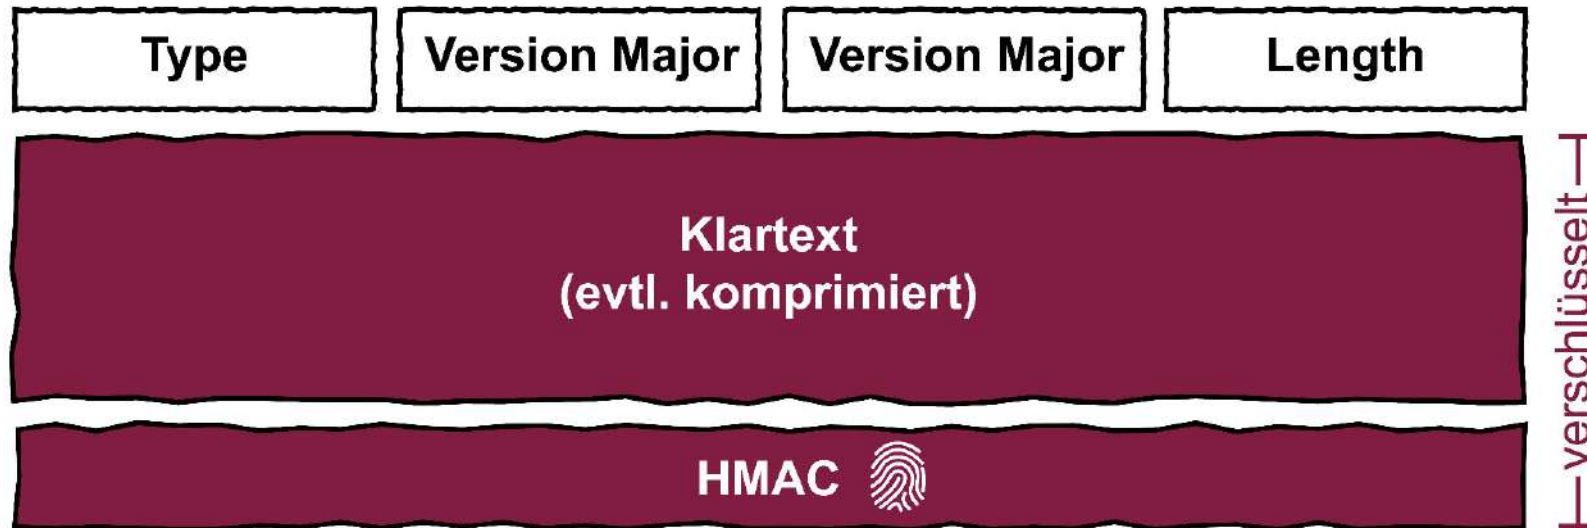 Type
Version Major
Version Major
Length
Klartext
(evtl. komprimiert)
HMAC
verschlüsselt